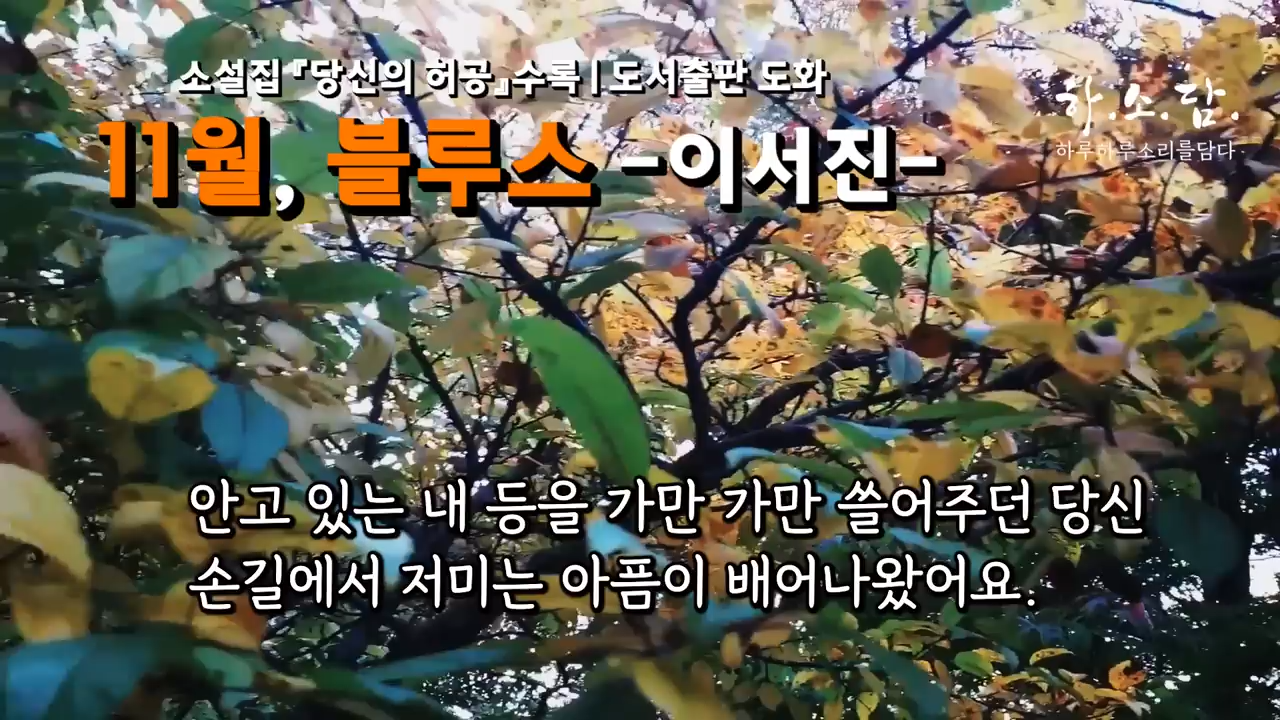 소설집 『당신의 허공』수록 | 도서출판 도화
하.소.담.
11월, 블루스 -이서진-
하루하루소리를담다
안고 있는 내 등을 가만 가만 쓸어주던 당신
손길에서 저미는 아픔이 배어나왔어요.